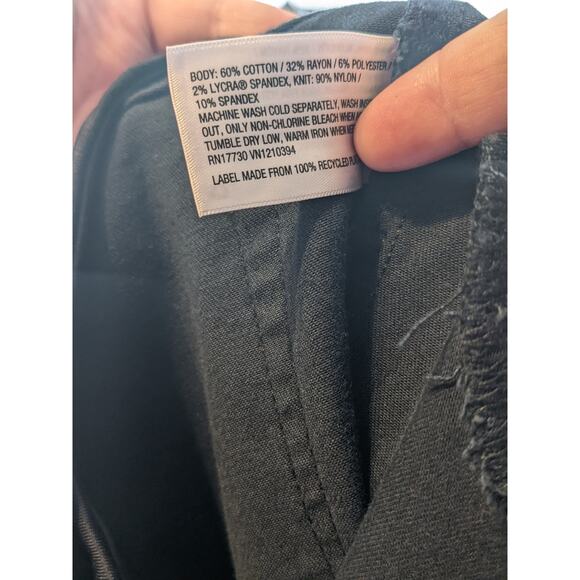 BODY: 60% COTTON / 32% RAYON / 6% POLYESTER /
2% LYCRA® SPANDEX, KNIT: 90% NYLON /
10% SPANDEX
MACHINE WASH COLD SEPARATELY, WASH
OUT, ONLY NON-CHLORINE BLEACH WHEN
TUMBLE DRY LOW, WARM IRON WHEN
RN17730 VN1210394
LABEL MADE FROM 100% RECYCLED